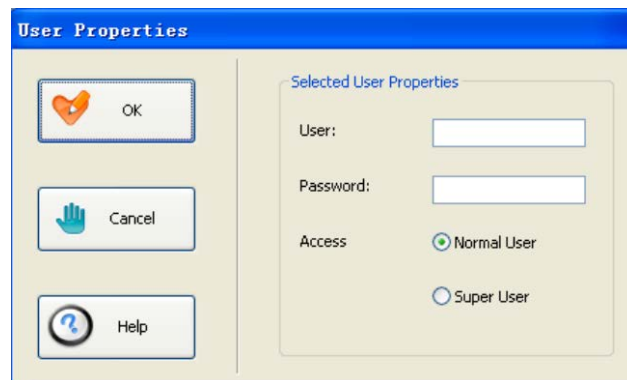 User Properties
OK
Cancel
Help
Selected User Properties
User:
Password:
Access
Normal User
Super User